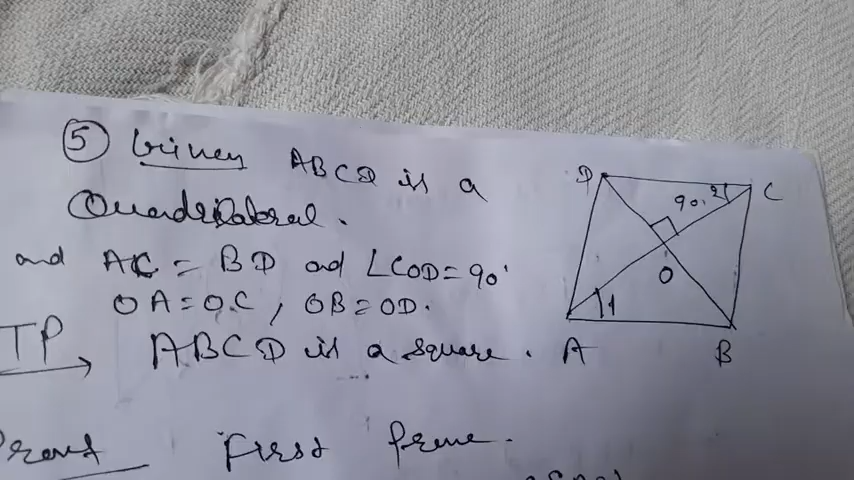 ⑤ Given ABCD is a
Quadrilateral.
and AC = BD and ∠COD = 90°
OA = OC, OB = OD.
TP → ABCD is a square.
First prove.
D
C
90°
2
O
1
A
B